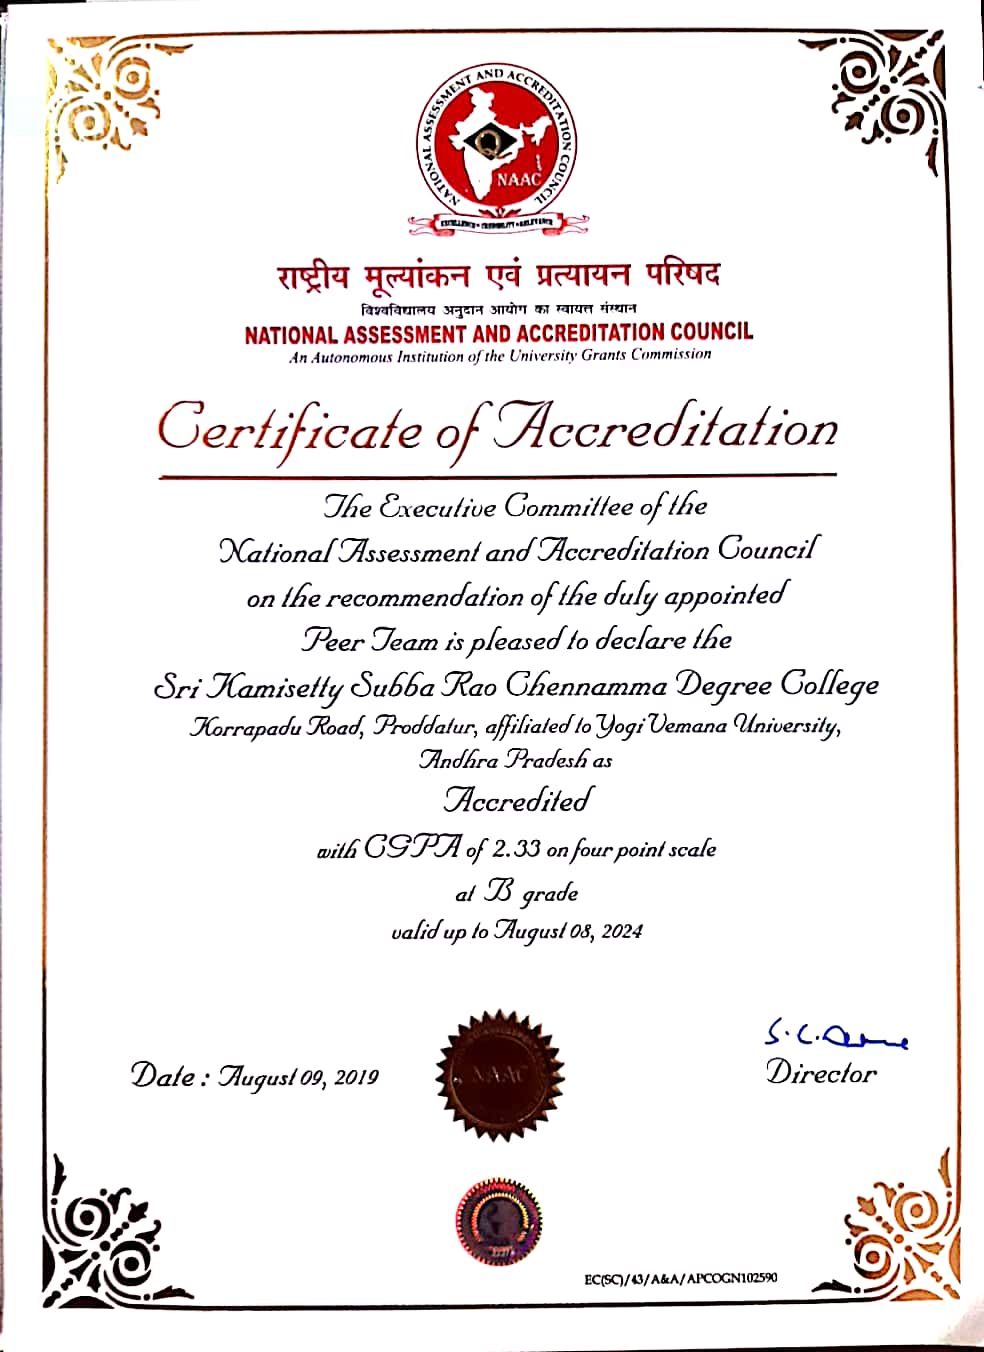 NATIONAL ASSESSMENT AND ACCREDITATION COUNCIL
NAAC
EXCELLENCE • CREDIBILITY • RELEVANCE
राष्ट्रीय मूल्यांकन एवं प्रत्यायन परिषद
विश्वविद्यालय अनुदान आयोग का स्वायत्त संस्थान
NATIONAL ASSESSMENT AND ACCREDITATION COUNCIL
An Autonomous Institution of the University Grants Commission
Certificate of Accreditation
The Executive Committee of the
National Assessment and Accreditation Council
on the recommendation of the duly appointed
Peer Team is pleased to declare the
Sri Kamisetty Subba Rao Chennamma Degree College
Korrapadu Road, Proddatur, affiliated to Yogi Vemana University,
Andhra Pradesh as
Accredited
with CGPA of 2.33 on four point scale
at B grade
valid up to August 08, 2024
Date : August 09, 2019
NAAC
Director
EC(SC)/43/A&A/APCOGN102590